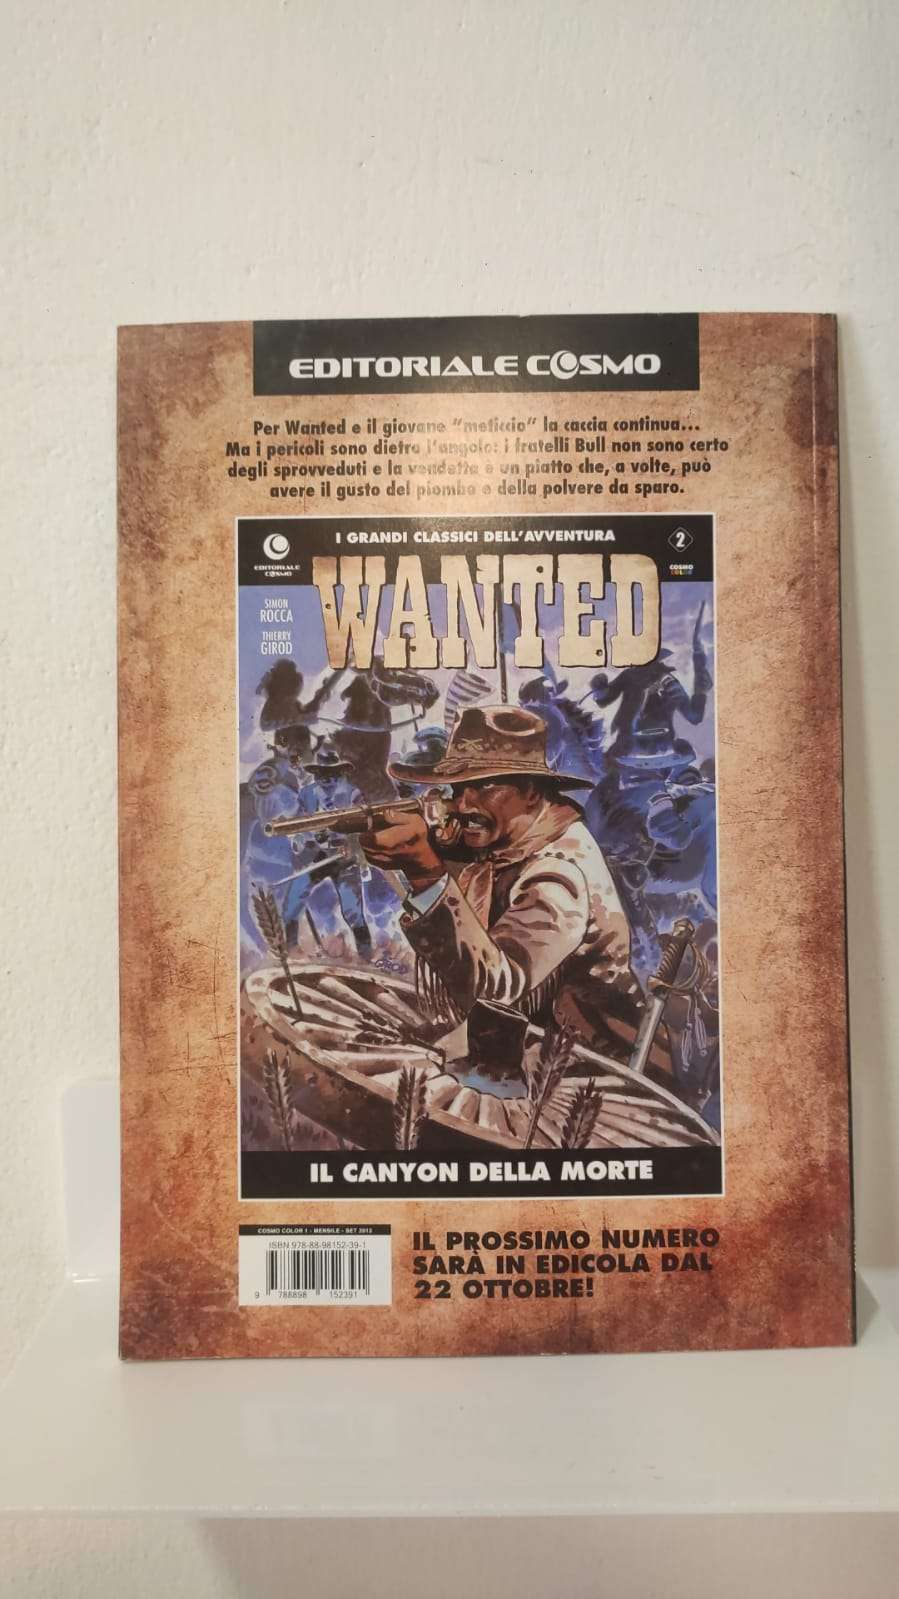 EDITORIALE COSMO
Per Wanted e il giovane "meticcio" la caccia continua...
Ma i pericoli sono dietro l'angolo: i fratelli Bull non sono certo
degli sprovveduti e la vendetta è un piatto che, a volte, può
avere il gusto del piombo e della polvere da sparo.
I GRANDI CLASSICI DELL'AVVENTURA
2
EDITORIALE
COSMO
COSMO
COLOR
WANTED
SIMON
ROCCA
THIERRY
GIROD
GIROD
IL CANYON DELLA MORTE
COSMO COLOR 1 - MENSILE - SET 2013
ISBN 978-88-98152-39-1
9 788898 152391
IL PROSSIMO NUMERO
SARÀ IN EDICOLA DAL
22 OTTOBRE!